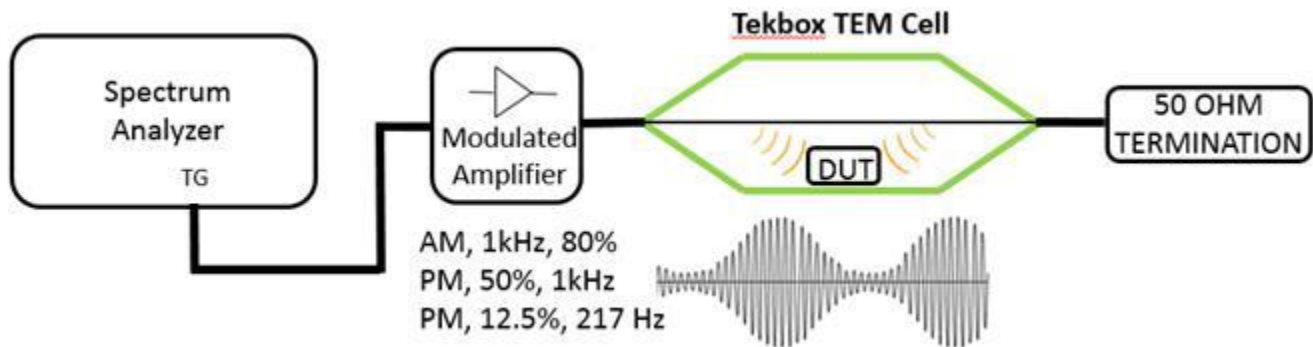 Tekbox TEM Cell
Spectrum
Analyzer
TG
Modulated
Amplifier
DUT
50 OHM
TERMINATION
AM, 1kHz, 80%
PM, 50%, 1kHz
PM, 12.5%, 217 Hz